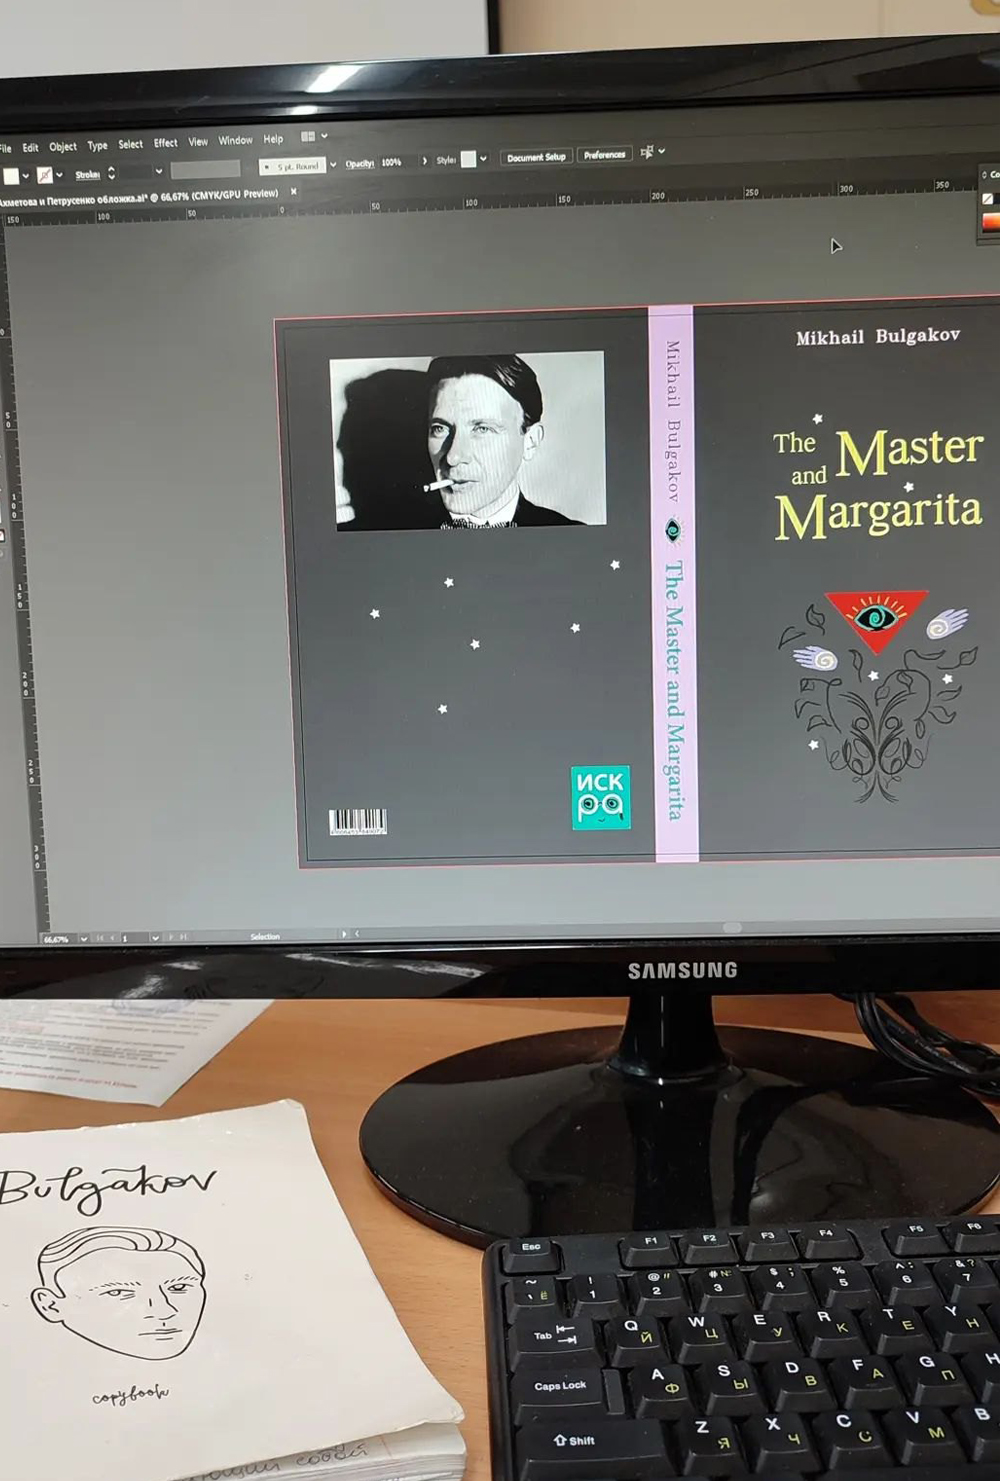 File Edit Object Type Select Effect View Window Help
Stroke: 5 pt. Round Opacity: 100% Style: Document Setup Preferences
Ахметова и Петрусенко обложка.ai* @ 66,67% (CMYK/GPU Preview) ×
150 100 50 0 50 100 150 200 250 300 350
Mikhail Bulgakov
The Master
and
Margarita
Mikhail Bulgakov
The Master and Margarita
ИСК
ра
66,67% 1 Selection
SAMSUNG
Bulgakov
copybook
Esc F1 F2 F3 F4 F5 F6
~ ` Ё ! 1 @ " 2 # № 3 $ ; 4 % 5 ^ : 6 & ? 7
Tab Q Й W Ц E У R К T Е Y Н
Caps Lock A Ф S Ы D В F А G П H
Shift Z Я X Ч C С V М B